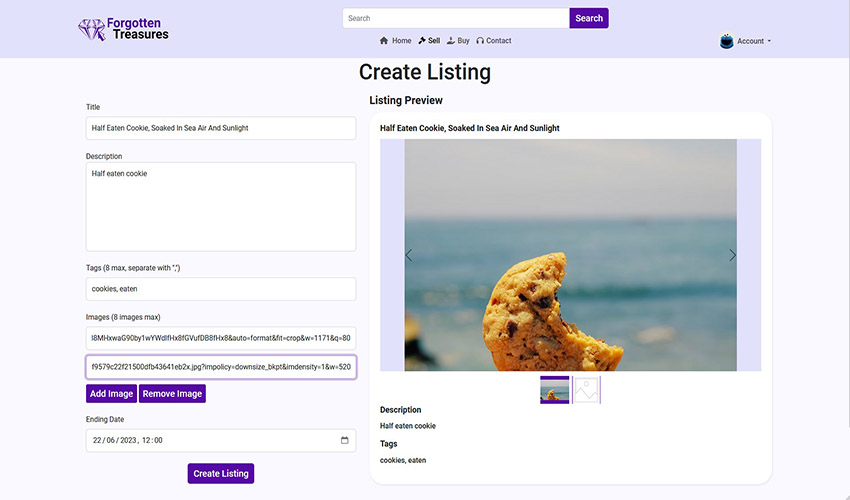 Forgotten
Treasures
Search
Search
Home
Sell
Buy
Contact
Account
Create Listing
Title
Half Eaten Cookie, Soaked In Sea Air And Sunlight
Description
Half eaten cookie
Tags (8 max, separate with ",")
cookies, eaten
Images (8 images max)
l8MHxwaG90by1wYWdlfHx8fGVufDB8fHx8&auto=format&fit=crop&w=1171&q=80
f9579c22f21500dfb43641eb2x.jpg?impolicy=downsize_bkpt&imdensity=1&w=520
Add Image
Remove Image
Ending Date
22/06/2023, 12:00
Create Listing
Listing Preview
Half Eaten Cookie, Soaked In Sea Air And Sunlight
Description
Half eaten cookie
Tags
cookies, eaten